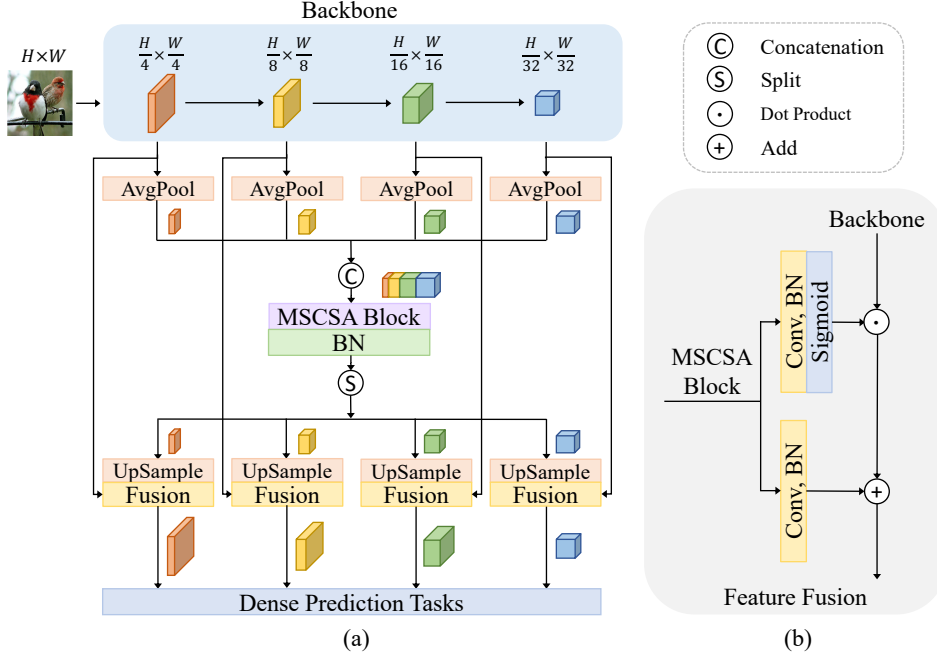 Backbone
H×W
H/4 × W/4
H/8 × W/8
H/16 × W/16
H/32 × W/32
AvgPool
AvgPool
AvgPool
AvgPool
C
MSCSA Block
BN
S
UpSample
UpSample
UpSample
UpSample
Fusion
Fusion
Fusion
Fusion
Dense Prediction Tasks
(a)
C Concatenation
S Split
Dot Product
+ Add
Backbone
Conv, BN
Sigmoid
MSCSA
Block
Conv, BN
+
Feature Fusion
(b)